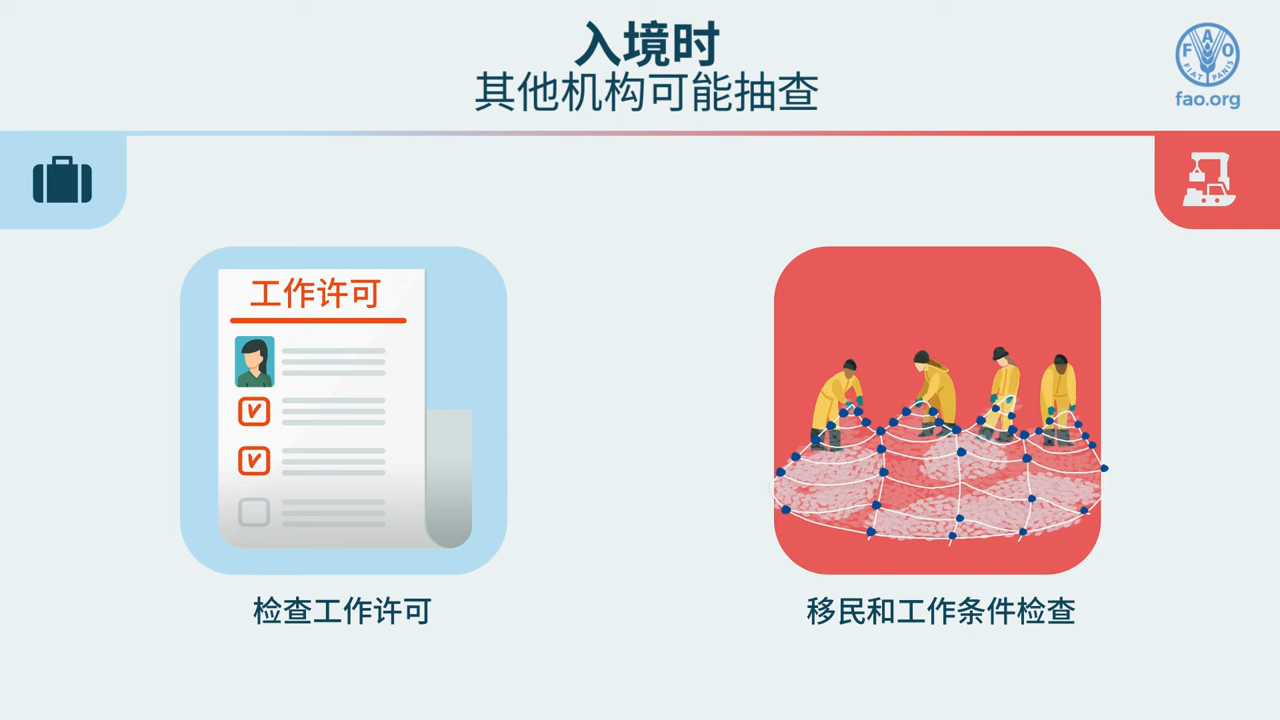 入境时
其他机构可能抽查
FAO
FIAT PANIS
fao.org
工作许可
检查工作许可
移民和工作条件检查